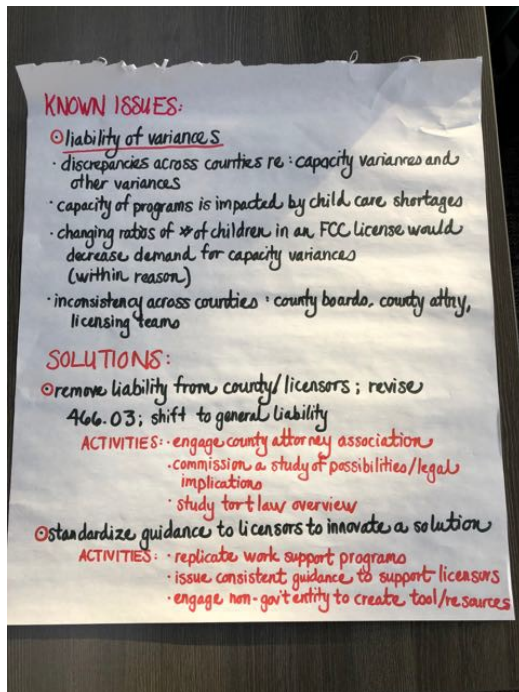 KNOWN ISSUES:
⊙ liability of variances
· discrepancies across counties re: capacity variances and
other variances
· capacity of programs is impacted by child care shortages
· changing ratios of # of children in an FCC license would
decrease demand for capacity variances
(within reason)
· inconsistency across counties: county boards, county attny,
licensing teams
SOLUTIONS:
⊙ remove liability from county/licensors; revise
466.03; shift to general liability
ACTIVITIES: · engage county attorney association
· commission a study of possibilities/legal
implications
· study tort law overview
⊙ standardize guidance to licensors to innovate a solution
ACTIVITIES: · replicate work support programs
· issue consistent guidance to support licensors
· engage non-gov't entity to create tool/resources